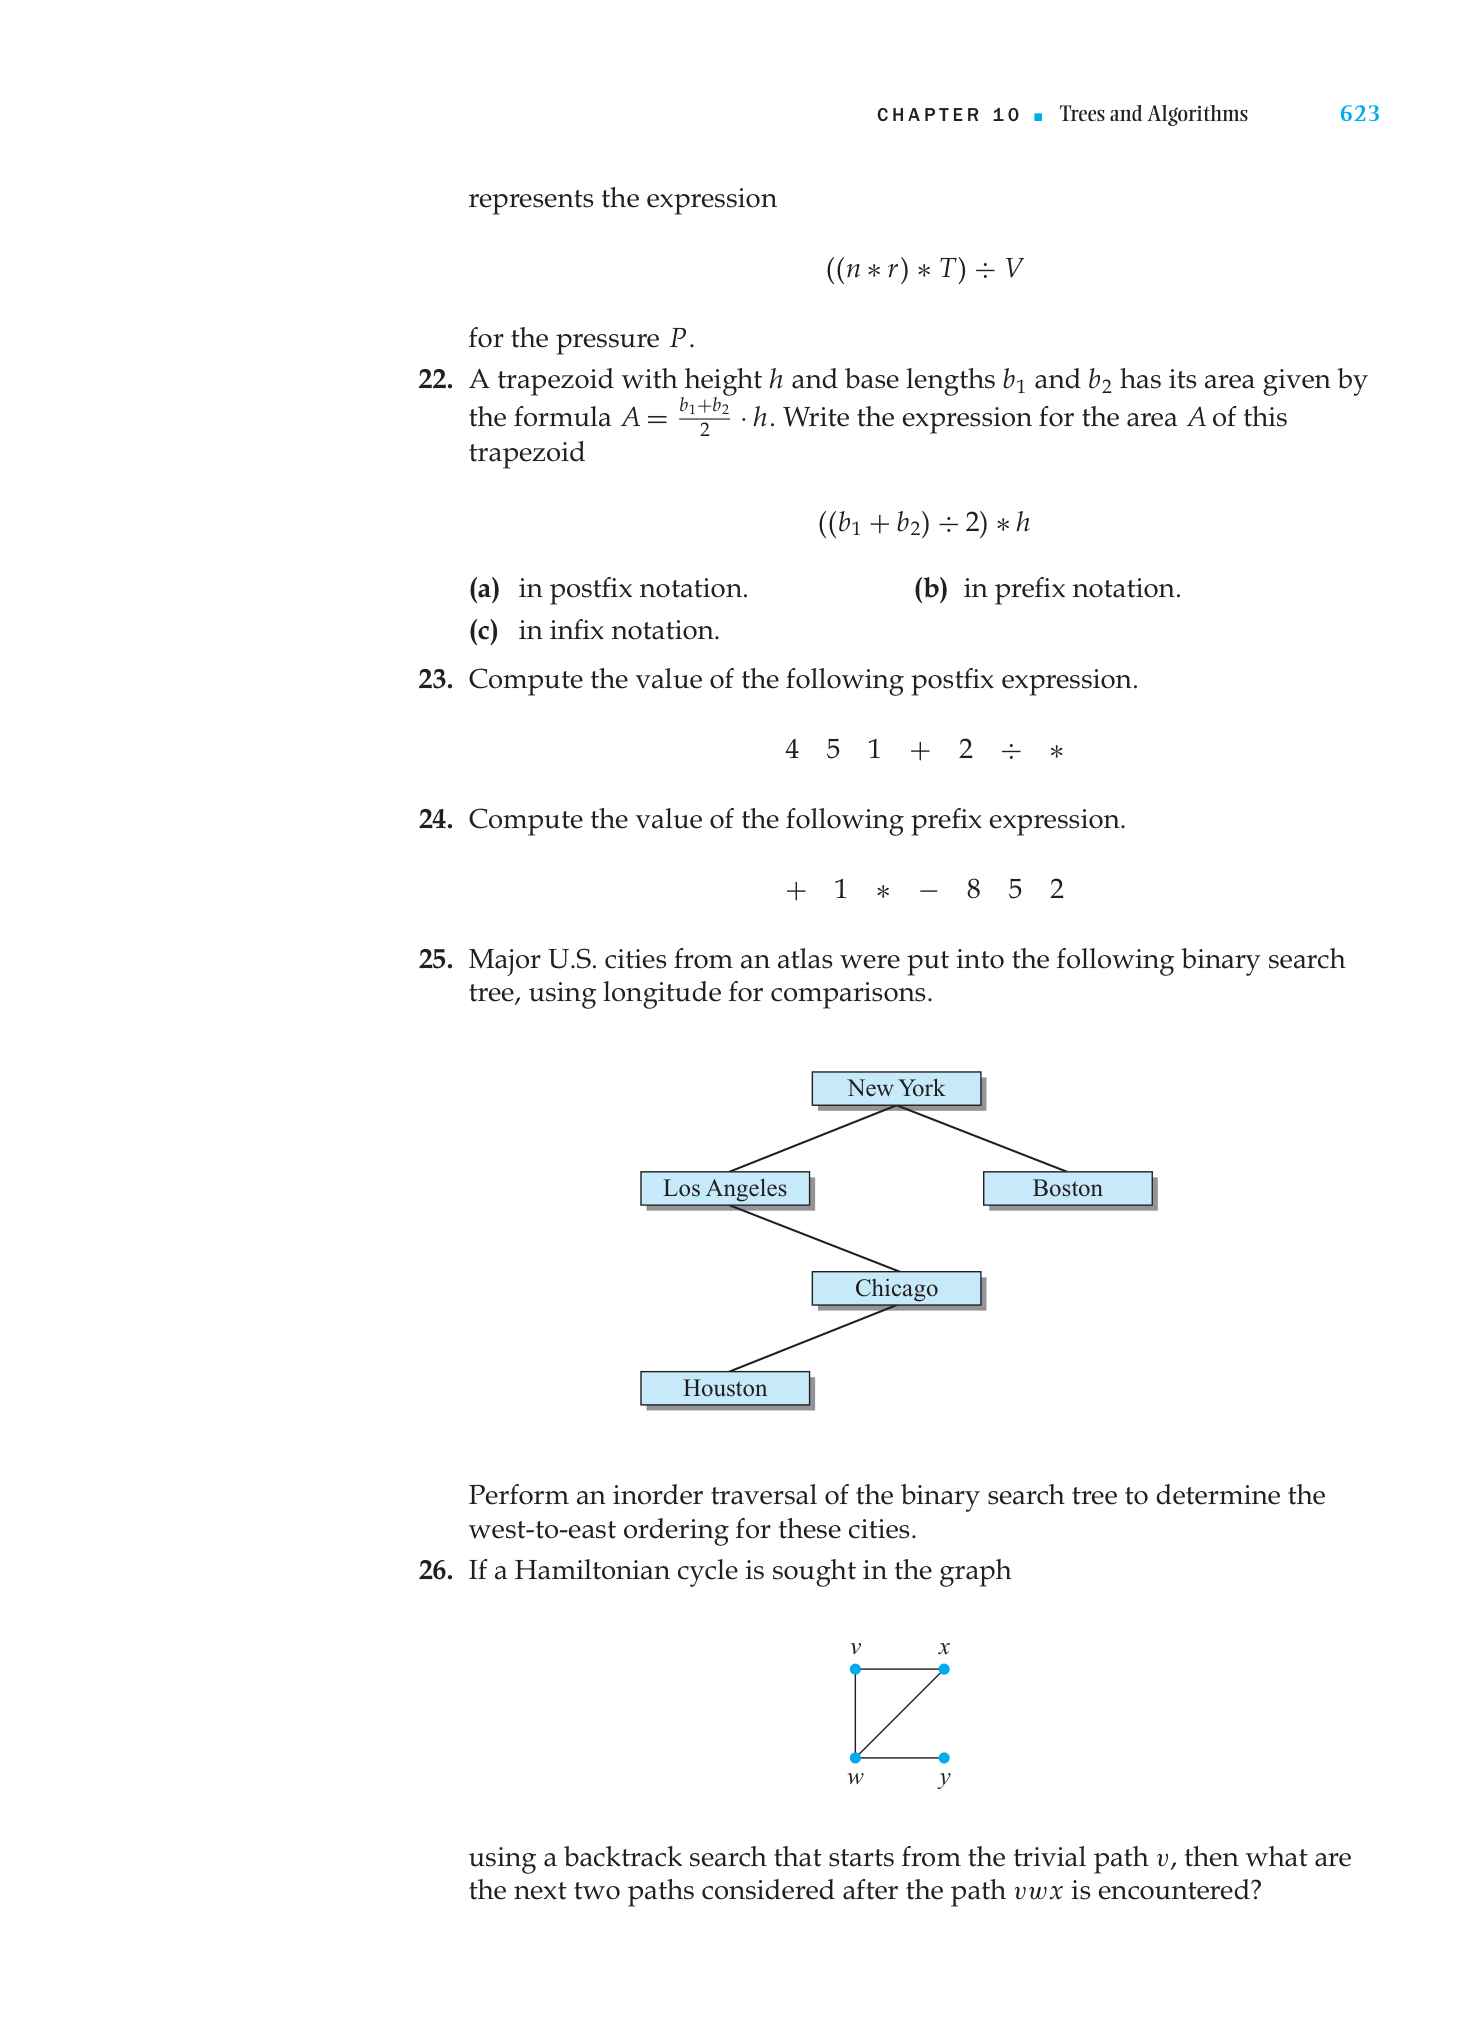 CHAPTER 10 ■ Trees and Algorithms 623
represents the expression
((n ∗ r) ∗ T) ÷ V
for the pressure P.
22. A trapezoid with height h and base lengths b₁ and b₂ has its area given by
the formula A = (b₁+b₂)/2 · h. Write the expression for the area A of this
trapezoid
((b₁ + b₂) ÷ 2) ∗ h
(a) in postfix notation. (b) in prefix notation.
(c) in infix notation.
23. Compute the value of the following postfix expression.
4 5 1 + 2 ÷ ∗
24. Compute the value of the following prefix expression.
+ 1 ∗ − 8 5 2
25. Major U.S. cities from an atlas were put into the following binary search
tree, using longitude for comparisons.
New York
Los Angeles Boston
Chicago
Houston
Perform an inorder traversal of the binary search tree to determine the
west-to-east ordering for these cities.
26. If a Hamiltonian cycle is sought in the graph
v x
w y
using a backtrack search that starts from the trivial path v, then what are
the next two paths considered after the path vwx is encountered?